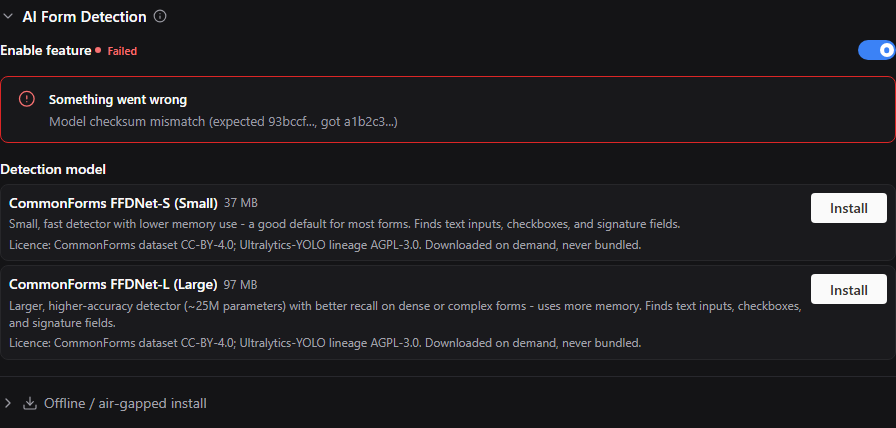 AI Form Detection
Enable feature Failed
Something went wrong
Model checksum mismatch (expected 93bccf..., got a1b2c3...)
Detection model
CommonForms FFDNet-S (Small) 37 MB
Install
Small, fast detector with lower memory use - a good default for most forms. Finds text inputs, checkboxes, and signature fields.
Licence: CommonForms dataset CC-BY-4.0; Ultralytics-YOLO lineage AGPL-3.0. Downloaded on demand, never bundled.
CommonForms FFDNet-L (Large) 97 MB
Install
Larger, higher-accuracy detector (~25M parameters) with better recall on dense or complex forms - uses more memory. Finds text inputs, checkboxes,
and signature fields.
Licence: CommonForms dataset CC-BY-4.0; Ultralytics-YOLO lineage AGPL-3.0. Downloaded on demand, never bundled.
Offline / air-gapped install